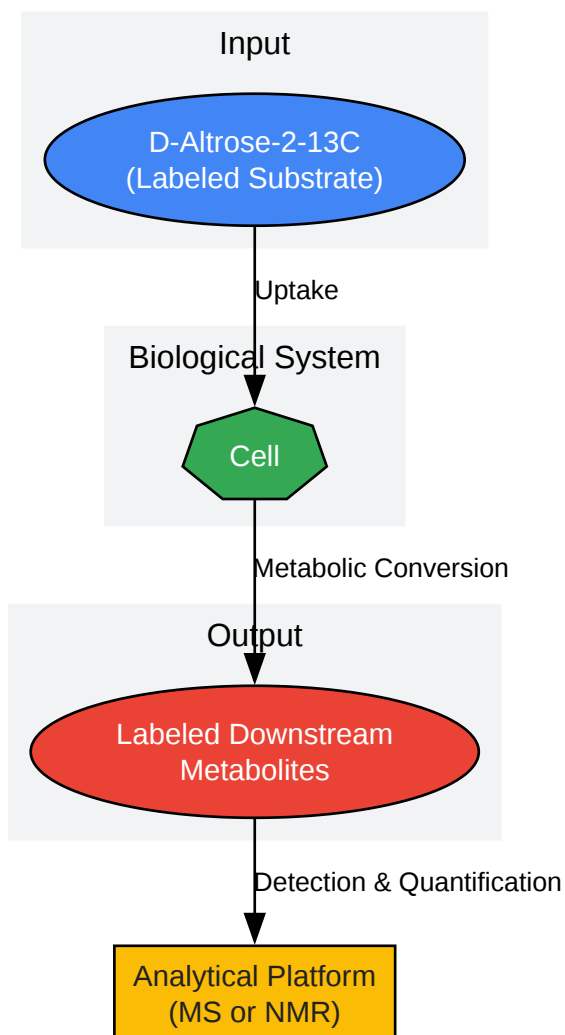 Input
D-Altrose-2-13C
(Labeled Substrate)
Uptake
Biological System
Cell
Metabolic Conversion
Output
Labeled Downstream
Metabolites
Detection & Quantification
Analytical Platform
(MS or NMR)